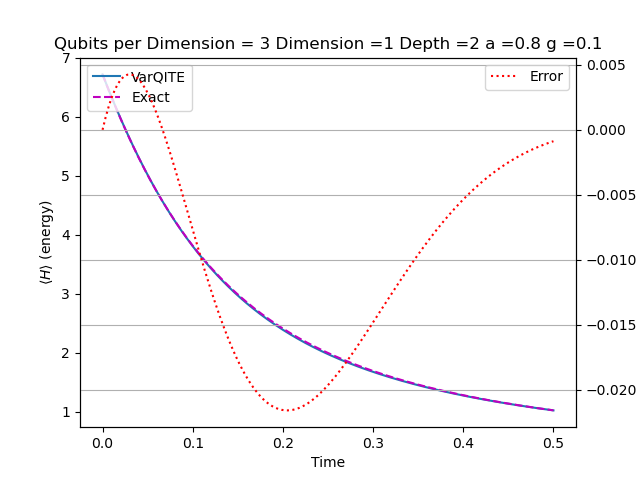 Qubits per Dimension = 3 Dimension =1 Depth =2 a =0.8 g =0.1
VarQITE
Exact
Error
7
6
5
4
3
2
1
⟨H⟩ (energy)
0.005
0.000
−0.005
−0.010
−0.015
−0.020
0.0 0.1 0.2 0.3 0.4 0.5
Time